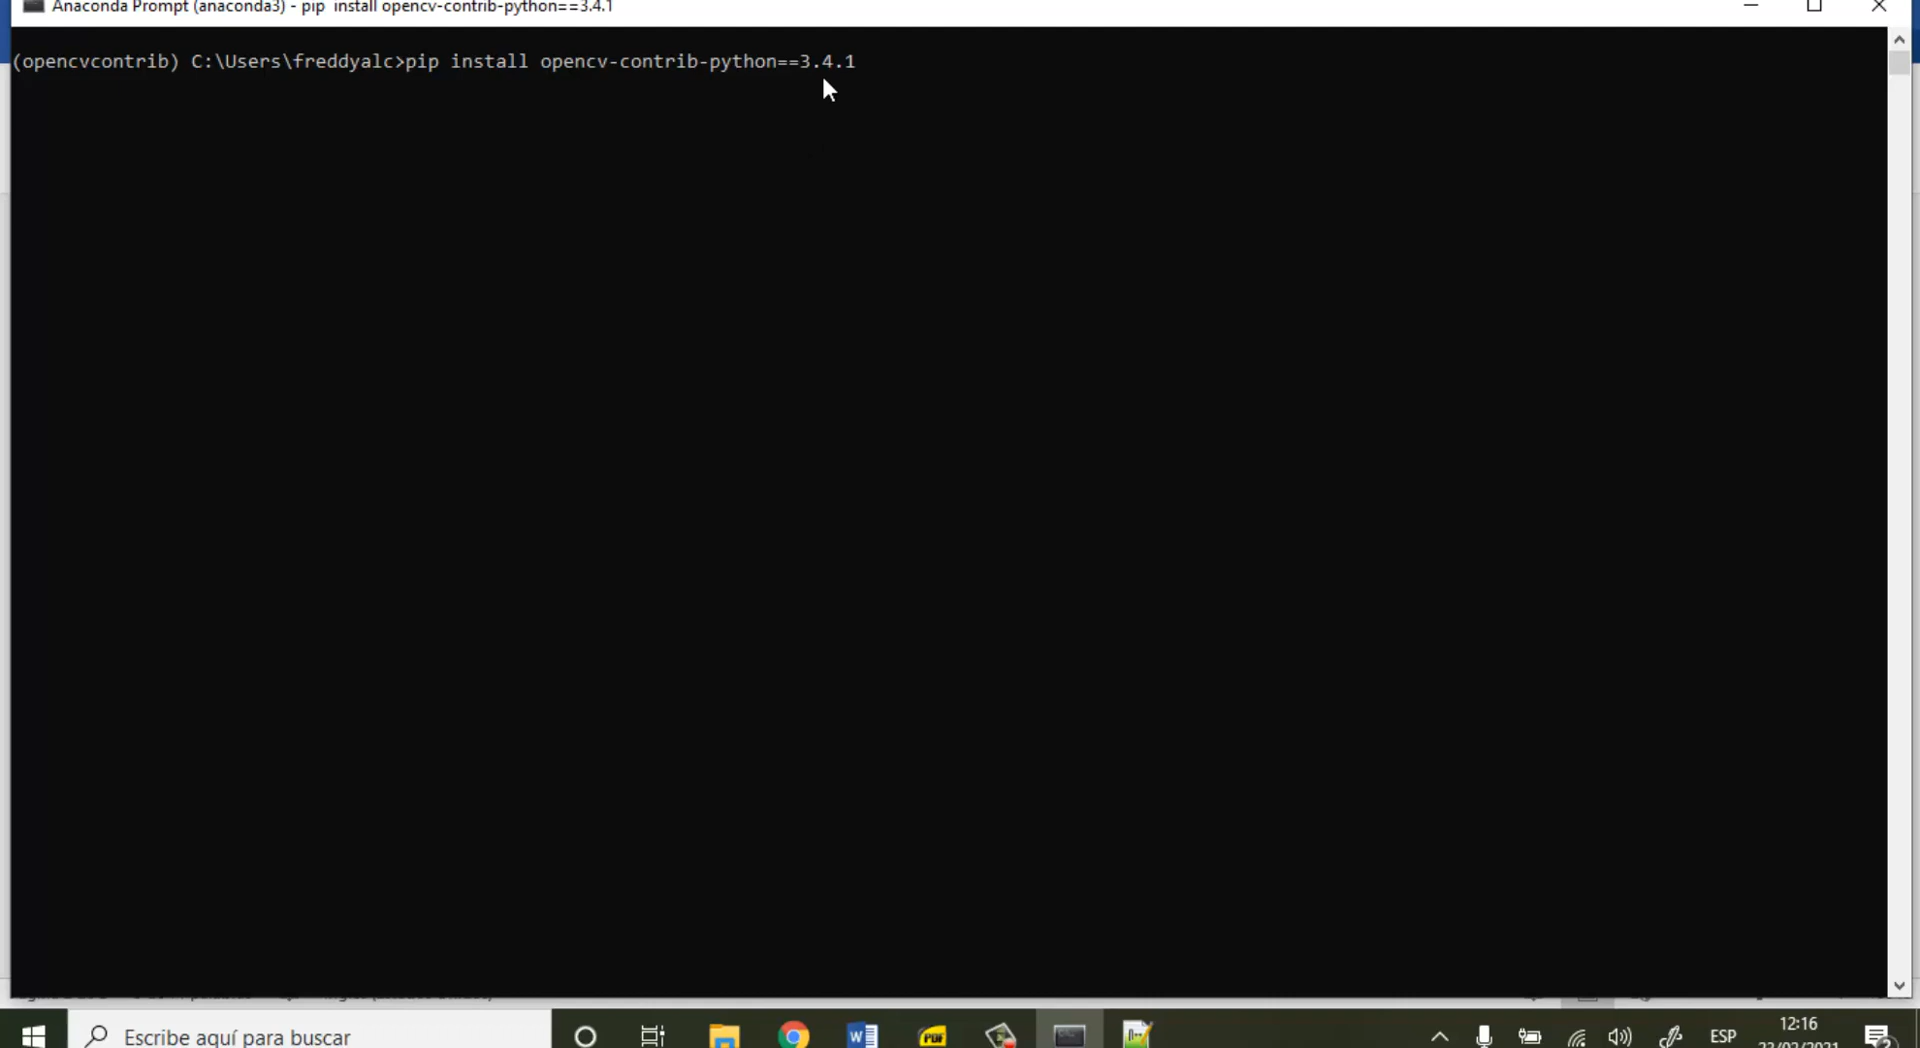 Anaconda Prompt (anaconda3) - pip  install opencv-contrib-python==3.4.1
(opencvcontrib) C:\Users\freddyalc>pip install opencv-contrib-python==3.4.1
Escribe aquí para buscar
W
PDF
ESP
12:16